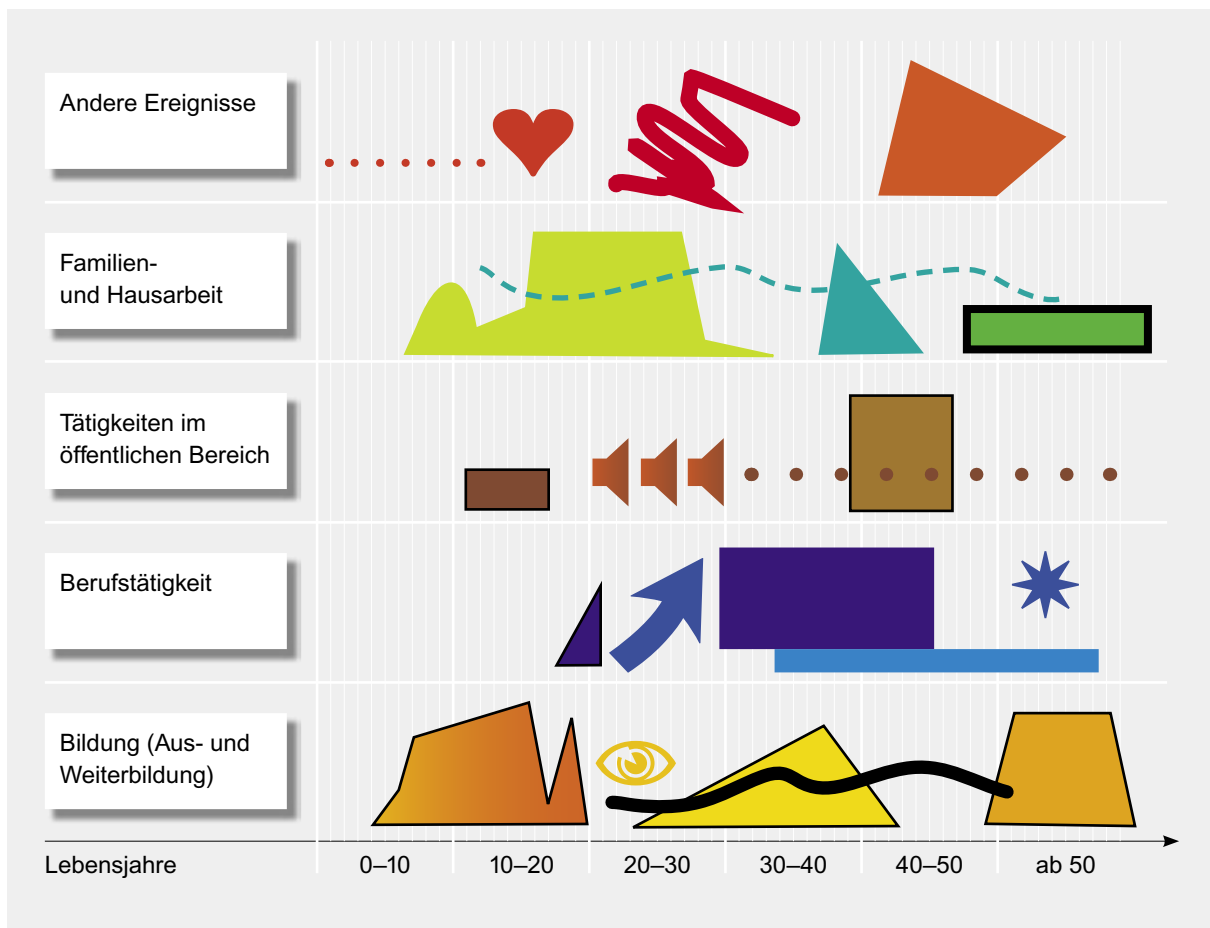 Andere Ereignisse
Familien-
und Hausarbeit
Tätigkeiten im
öffentlichen Bereich
Berufstätigkeit
Bildung (Aus- und
Weiterbildung)
Lebensjahre 0–10 10–20 20–30 30–40 40–50 ab 50